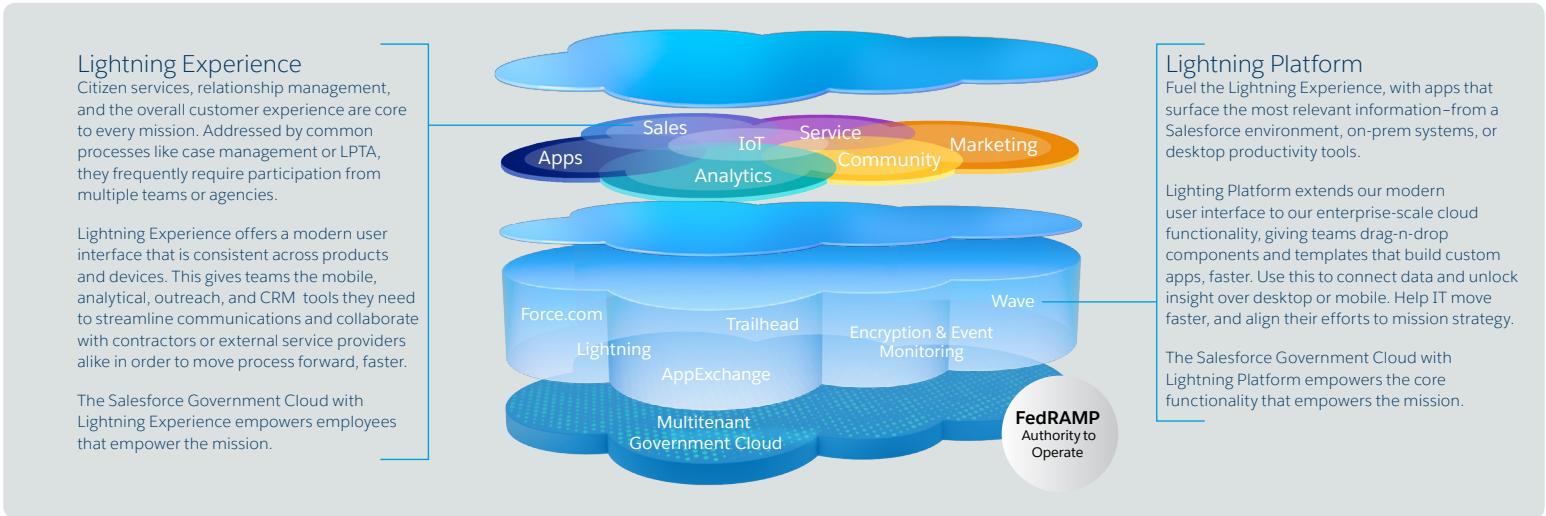 Lightning Experience
Citizen services, relationship management,
and the overall customer experience are core
to every mission. Addressed by common
processes like case management or LPTA,
they frequently require participation from
multiple teams or agencies.
Lightning Experience offers a modern user
interface that is consistent across products
and devices. This gives teams the mobile,
analytical, outreach, and CRM tools they need
to streamline communications and collaborate
with contractors or external service providers
alike in order to move process forward, faster.
The Salesforce Government Cloud with
Lightning Experience empowers employees
that empower the mission.
Sales
Service
IoT
Marketing
Apps
Community
Analytics
Wave
Force.com
Trailhead
Encryption & Event
Monitoring
Lightning
AppExchange
Multitenant
Government Cloud
FedRAMP
Authority to
Operate
Lightning Platform
Fuel the Lightning Experience, with apps that
surface the most relevant information–from a
Salesforce environment, on-prem systems, or
desktop productivity tools.
Lighting Platform extends our modern
user interface to our enterprise-scale cloud
functionality, giving teams drag-n-drop
components and templates that build custom
apps, faster. Use this to connect data and unlock
insight over desktop or mobile. Help IT move
faster, and align their efforts to mission strategy.
The Salesforce Government Cloud with
Lightning Platform empowers the core
functionality that empowers the mission.